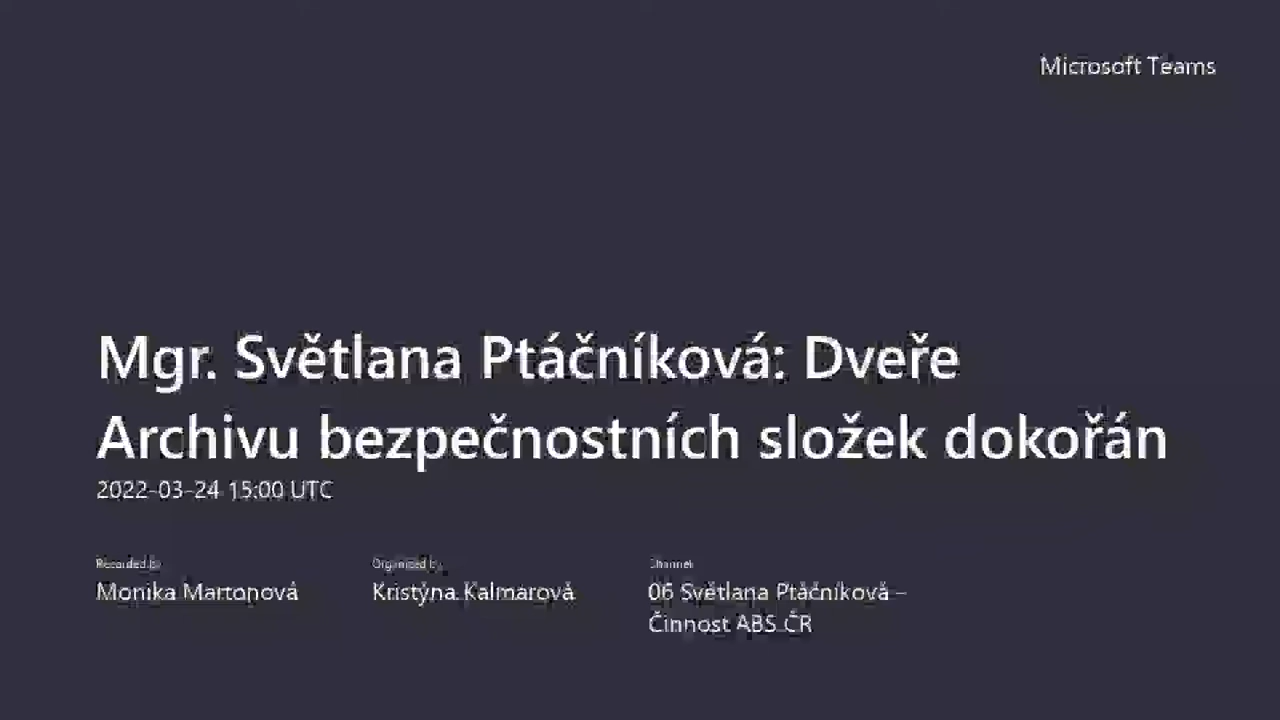 Microsoft Teams
Mgr. Světlana Ptáčníková: Dveře
Archivu bezpečnostních složek dokořán
2022-03-24 15:00 UTC
Recorded by
Organized by
Channel
Monika Martonová
Kristýna Kalmarová
06 Světlana Ptáčníková –
Činnost ABS ČR